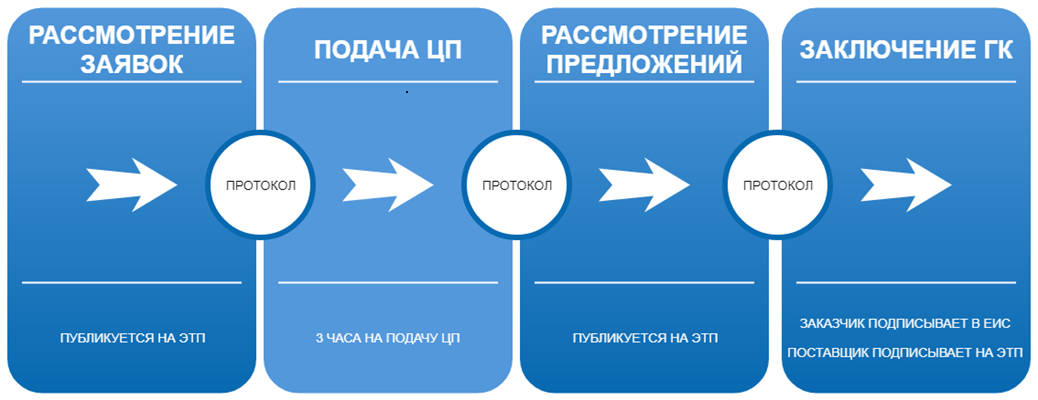 РАССМОТРЕНИЕ
ЗАЯВОК
ПРОТОКОЛ
ПУБЛИКУЕТСЯ НА ЭТП
ПОДАЧА ЦП
ПРОТОКОЛ
3 ЧАСА НА ПОДАЧУ ЦП
РАССМОТРЕНИЕ
ПРЕДЛОЖЕНИЙ
ПРОТОКОЛ
ПУБЛИКУЕТСЯ НА ЭТП
ЗАКЛЮЧЕНИЕ ГК
ЗАКАЗЧИК ПОДПИСЫВАЕТ В ЕИС
ПОСТАВЩИК ПОДПИСЫВАЕТ НА ЭТП